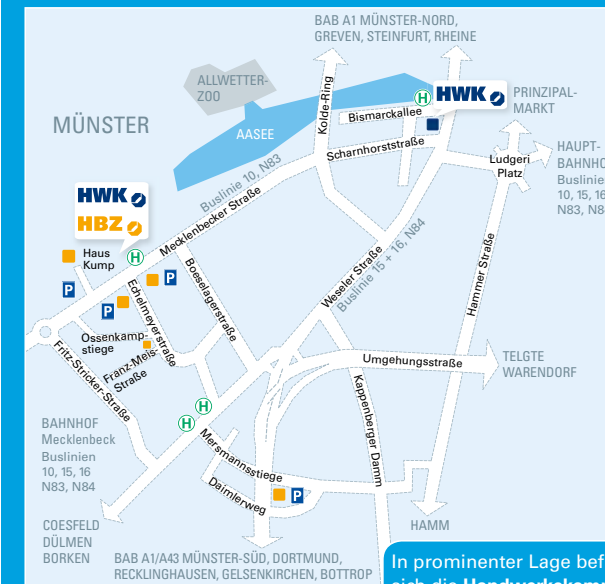 BAB A1 MÜNSTER-NORD,
GREVEN, STEINFURT, RHEINE
ALLWETTER-
ZOO
Kolde-Ring
H
HWK
PRINZIPAL-
MARKT
Bismarckallee
MÜNSTER
AASEE
Scharnhorststraße
Ludgeri
Platz
HAUPT-
BAHNHOF
Buslinie
10, 15, 16
N83, N8
Buslinie 10, N83
Mecklenbecker Straße
HWK
HBZ
Haus
Kump
H
P
P
P
Echelmeyerstraße
Boeselagerstraße
Weseler Straße
Buslinie 15 + 16, N84
Hammer Straße
Ossenkamp-
stiege
Franz-Meis-
Straße
Fritz-Stricker-Straße
Umgehungsstraße
TELGTE
WARENDORF
Kappenberger Damm
H
H
BAHNHOF
Mecklenbeck
Buslinien
10, 15, 16
N83, N84
Mersmannsstiege
Daimlerweg
P
COESFELD
DÜLMEN
BORKEN
HAMM
BAB A1/A43 MÜNSTER-SÜD, DORTMUND,
RECKLINGHAUSEN, GELSENKIRCHEN, BOTTROP
In prominenter Lage bef